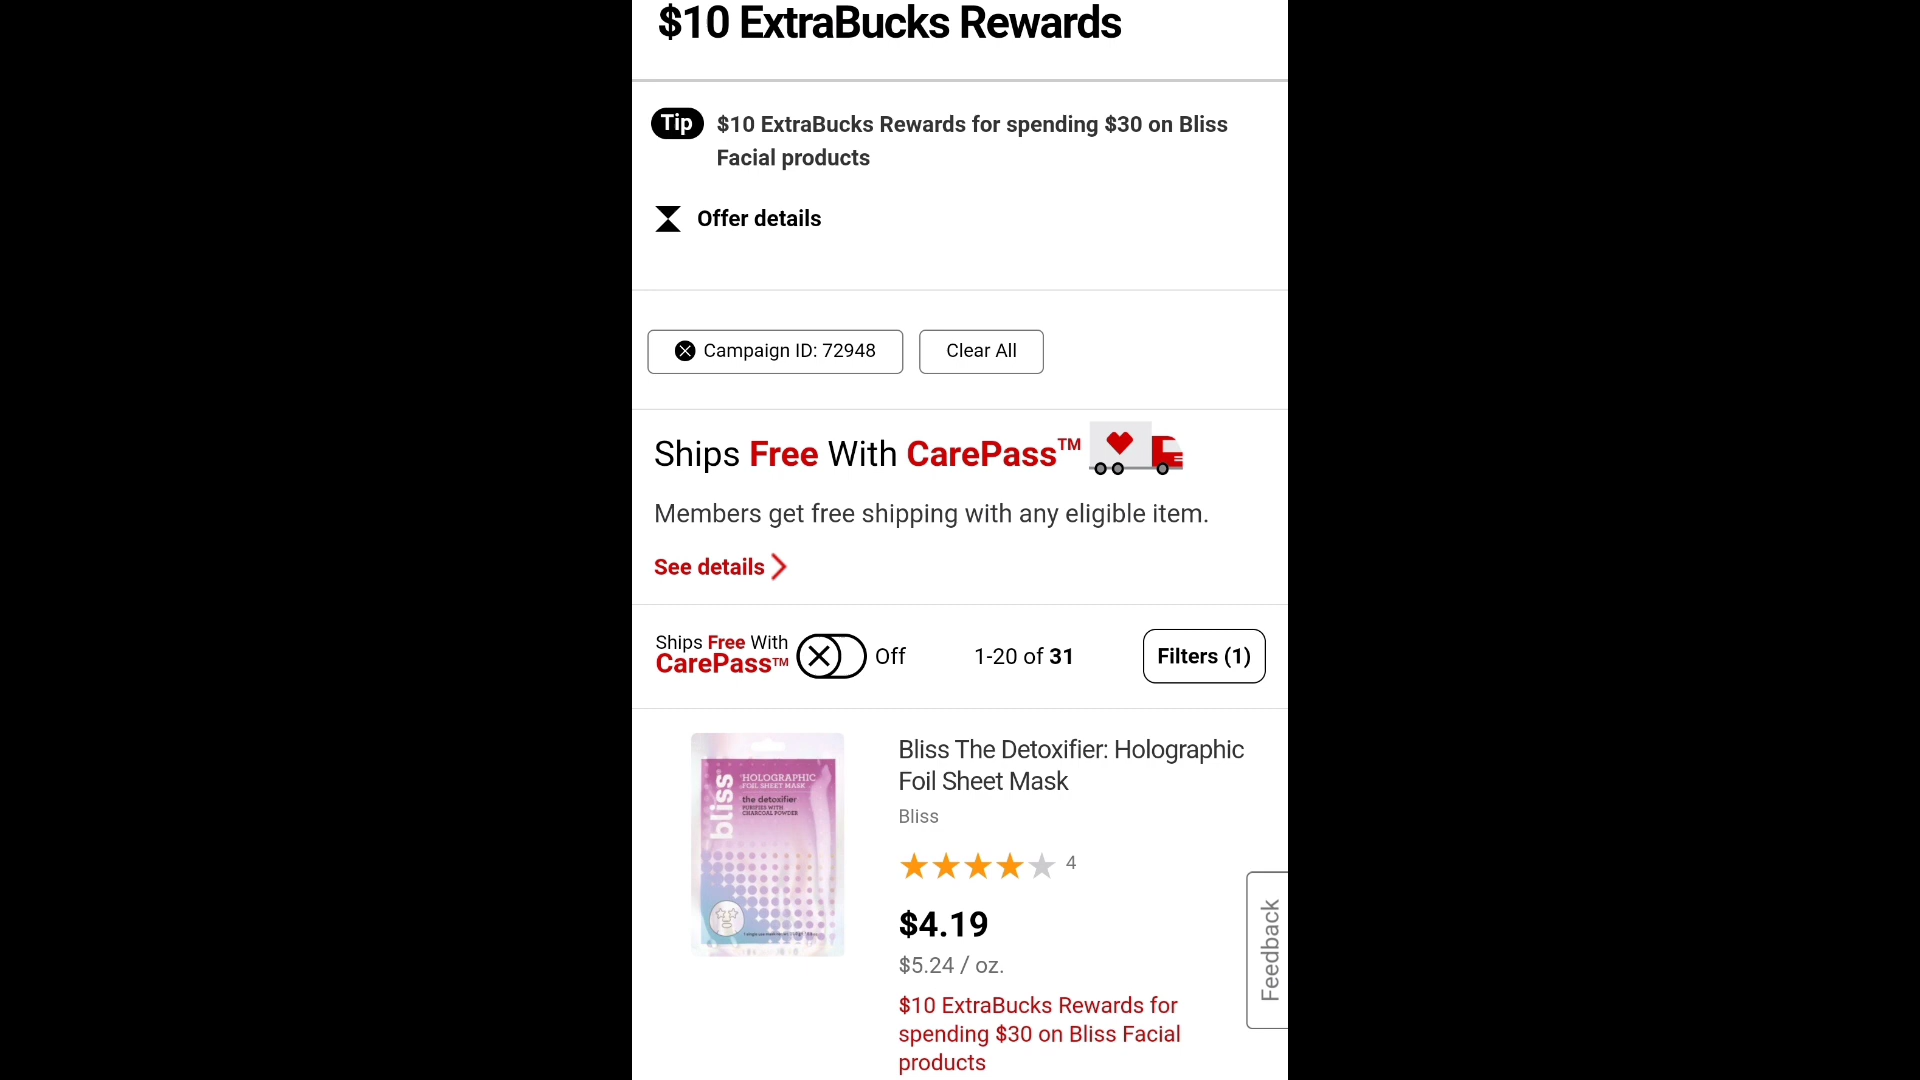 $10 ExtraBucks Rewards
Tip
$10 ExtraBucks Rewards for spending $30 on Bliss
Facial products
Offer details
Campaign ID: 72948
Clear All
Ships Free With CarePass™
Members get free shipping with any eligible item.
See details
Ships Free With
CarePass™
Off
1-20 of 31
Filters (1)
bliss
HOLOGRAPHIC
FOIL SHEET MASK
the detoxifier
PURIFIES WITH
CHARCOAL POWDER
Bliss The Detoxifier: Holographic
Foil Sheet Mask
Bliss
4
$4.19
$5.24 / oz.
$10 ExtraBucks Rewards for
spending $30 on Bliss Facial
products
Feedback